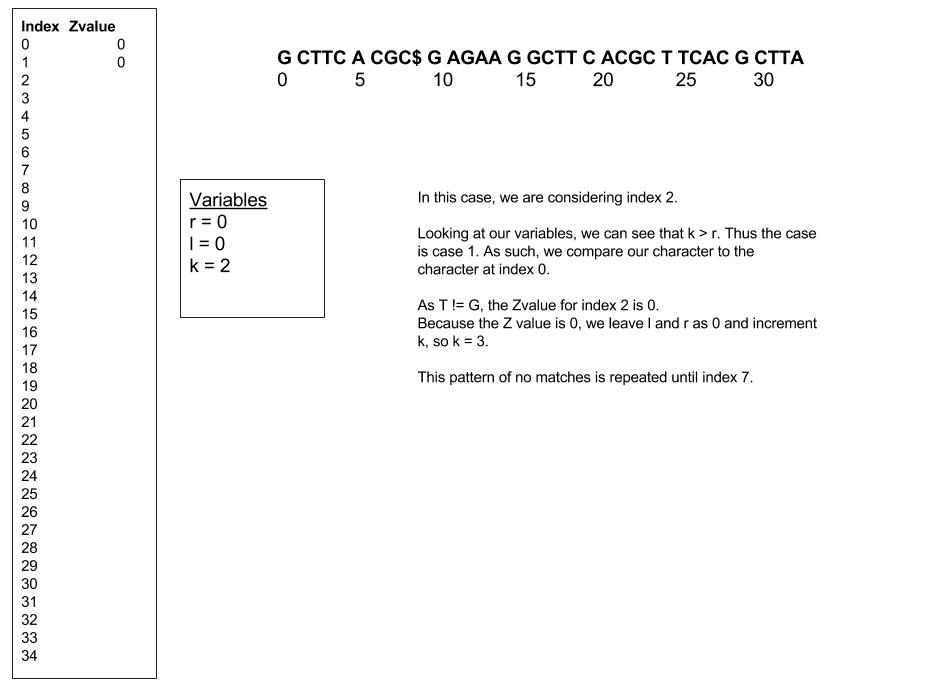 Index Zvalue
0 0
1 0
2
3
4
5
6
7
8
9
10
11
12
13
14
15
16
17
18
19
20
21
22
23
24
25
26
27
28
29
30
31
32
33
34
G CTTC A CGC$ G AGAA G GCTT C ACGC T TCAC G CTTA
0 5 10 15 20 25 30
Variables
r = 0
l = 0
k = 2
In this case, we are considering index 2.
Looking at our variables, we can see that k > r. Thus the case
is case 1. As such, we compare our character to the
character at index 0.
As T != G, the Zvalue for index 2 is 0.
Because the Z value is 0, we leave l and r as 0 and increment
k, so k = 3.
This pattern of no matches is repeated until index 7.